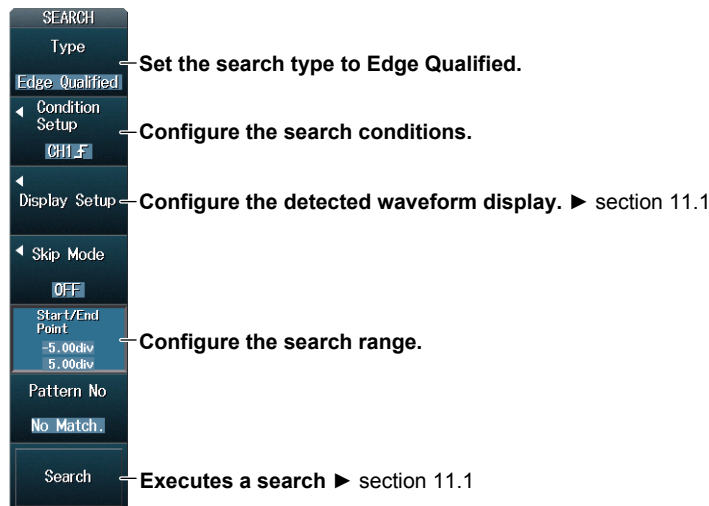 SEARCH
Type
Edge Qualified
Set the search type to Edge Qualified.
Condition
Setup
CH1
Configure the search conditions.
Display Setup
Configure the detected waveform display. ► section 11.1
Skip Mode
OFF
Start/End
Point
-5.00div
5.00div
Configure the search range.
Pattern No
No Match.
Search
Executes a search ► section 11.1